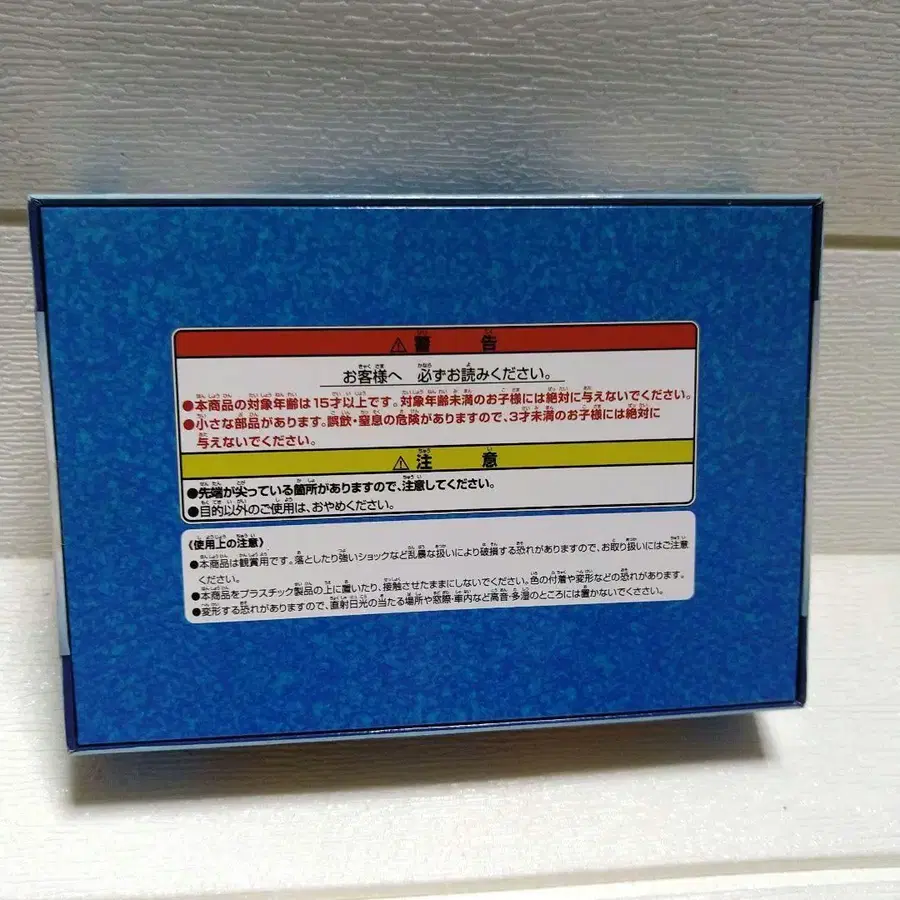 ⚠警 告
お客様へ 必ずお読みください。
●本商品の対象年齢は15才以上です。対象年齢未満のお子様には絶対に与えないでください。
●小さな部品があります。誤飲・窒息の危険がありますので、3才未満のお子様には絶対に
与えないでください。
⚠注 意
●先端が尖っている箇所がありますので、注意してください。
●目的以外のご使用は、おやめください。
《使用上の注意》
●本商品は観賞用です。落としたり強いショックなど乱暴な扱いにより破損する恐れがありますので、お取り扱いにはご注意
ください。
●本商品をプラスチック製品の上に置いたり、接触させたままにしないでください。色の付着や変形などの恐れがあります。
●変形する恐れがありますので、直射日光の当たる場所や窓際・車内など高音・多湿のところには置かないでください。